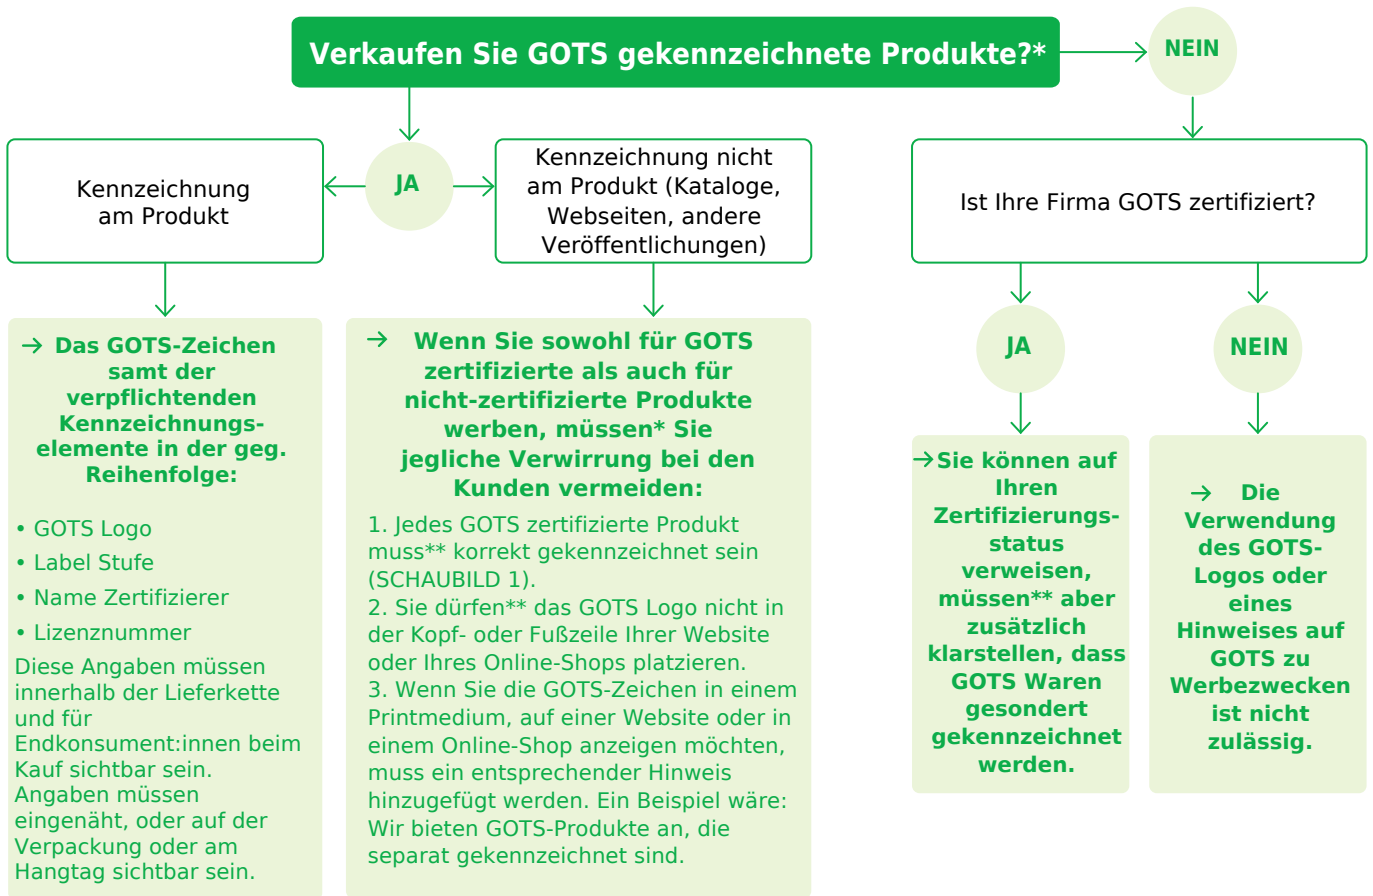 Verkaufen Sie GOTS gekennzeichnete Produkte?*
NEIN
JA
Kennzeichnung
am Produkt
Kennzeichnung nicht
am Produkt (Kataloge,
Webseiten, andere
Veröffentlichungen)
Ist Ihre Firma GOTS zertifiziert?
→ Das GOTS-Zeichen
samt der
verpflichtenden
Kennzeichnungs-
elemente in der geg.
Reihenfolge:
• GOTS Logo
• Label Stufe
• Name Zertifizierer
• Lizenznummer
Diese Angaben müssen
innerhalb der Lieferkette
und für
Endkonsument:innen beim
Kauf sichtbar sein.
Angaben müssen
eingenäht, oder auf der
Verpackung oder am
Hangtag sichtbar sein.
→ Wenn Sie sowohl für GOTS
zertifizierte als auch für
nicht-zertifizierte Produkte
werben, müssen* Sie
jegliche Verwirrung bei den
Kunden vermeiden:
1. Jedes GOTS zertifizierte Produkt
muss** korrekt gekennzeichnet sein
(SCHAUBILD 1).
2. Sie dürfen** das GOTS Logo nicht in
der Kopf- oder Fußzeile Ihrer Website
oder Ihres Online-Shops platzieren.
3. Wenn Sie die GOTS-Zeichen in einem
Printmedium, auf einer Website oder in
einem Online-Shop anzeigen möchten,
muss ein entsprechender Hinweis
hinzugefügt werden. Ein Beispiel wäre:
Wir bieten GOTS-Produkte an, die
separat gekennzeichnet sind.
JA
→ Sie können auf
Ihren
Zertifizierungs-
status
verweisen,
müssen** aber
zusätzlich
klarstellen, dass
GOTS Waren
gesondert
gekennzeichnet
werden.
NEIN
→ Die
Verwendung
des GOTS-
Logos oder
eines
Hinweises auf
GOTS zu
Werbezwecken
ist nicht
zulässig.